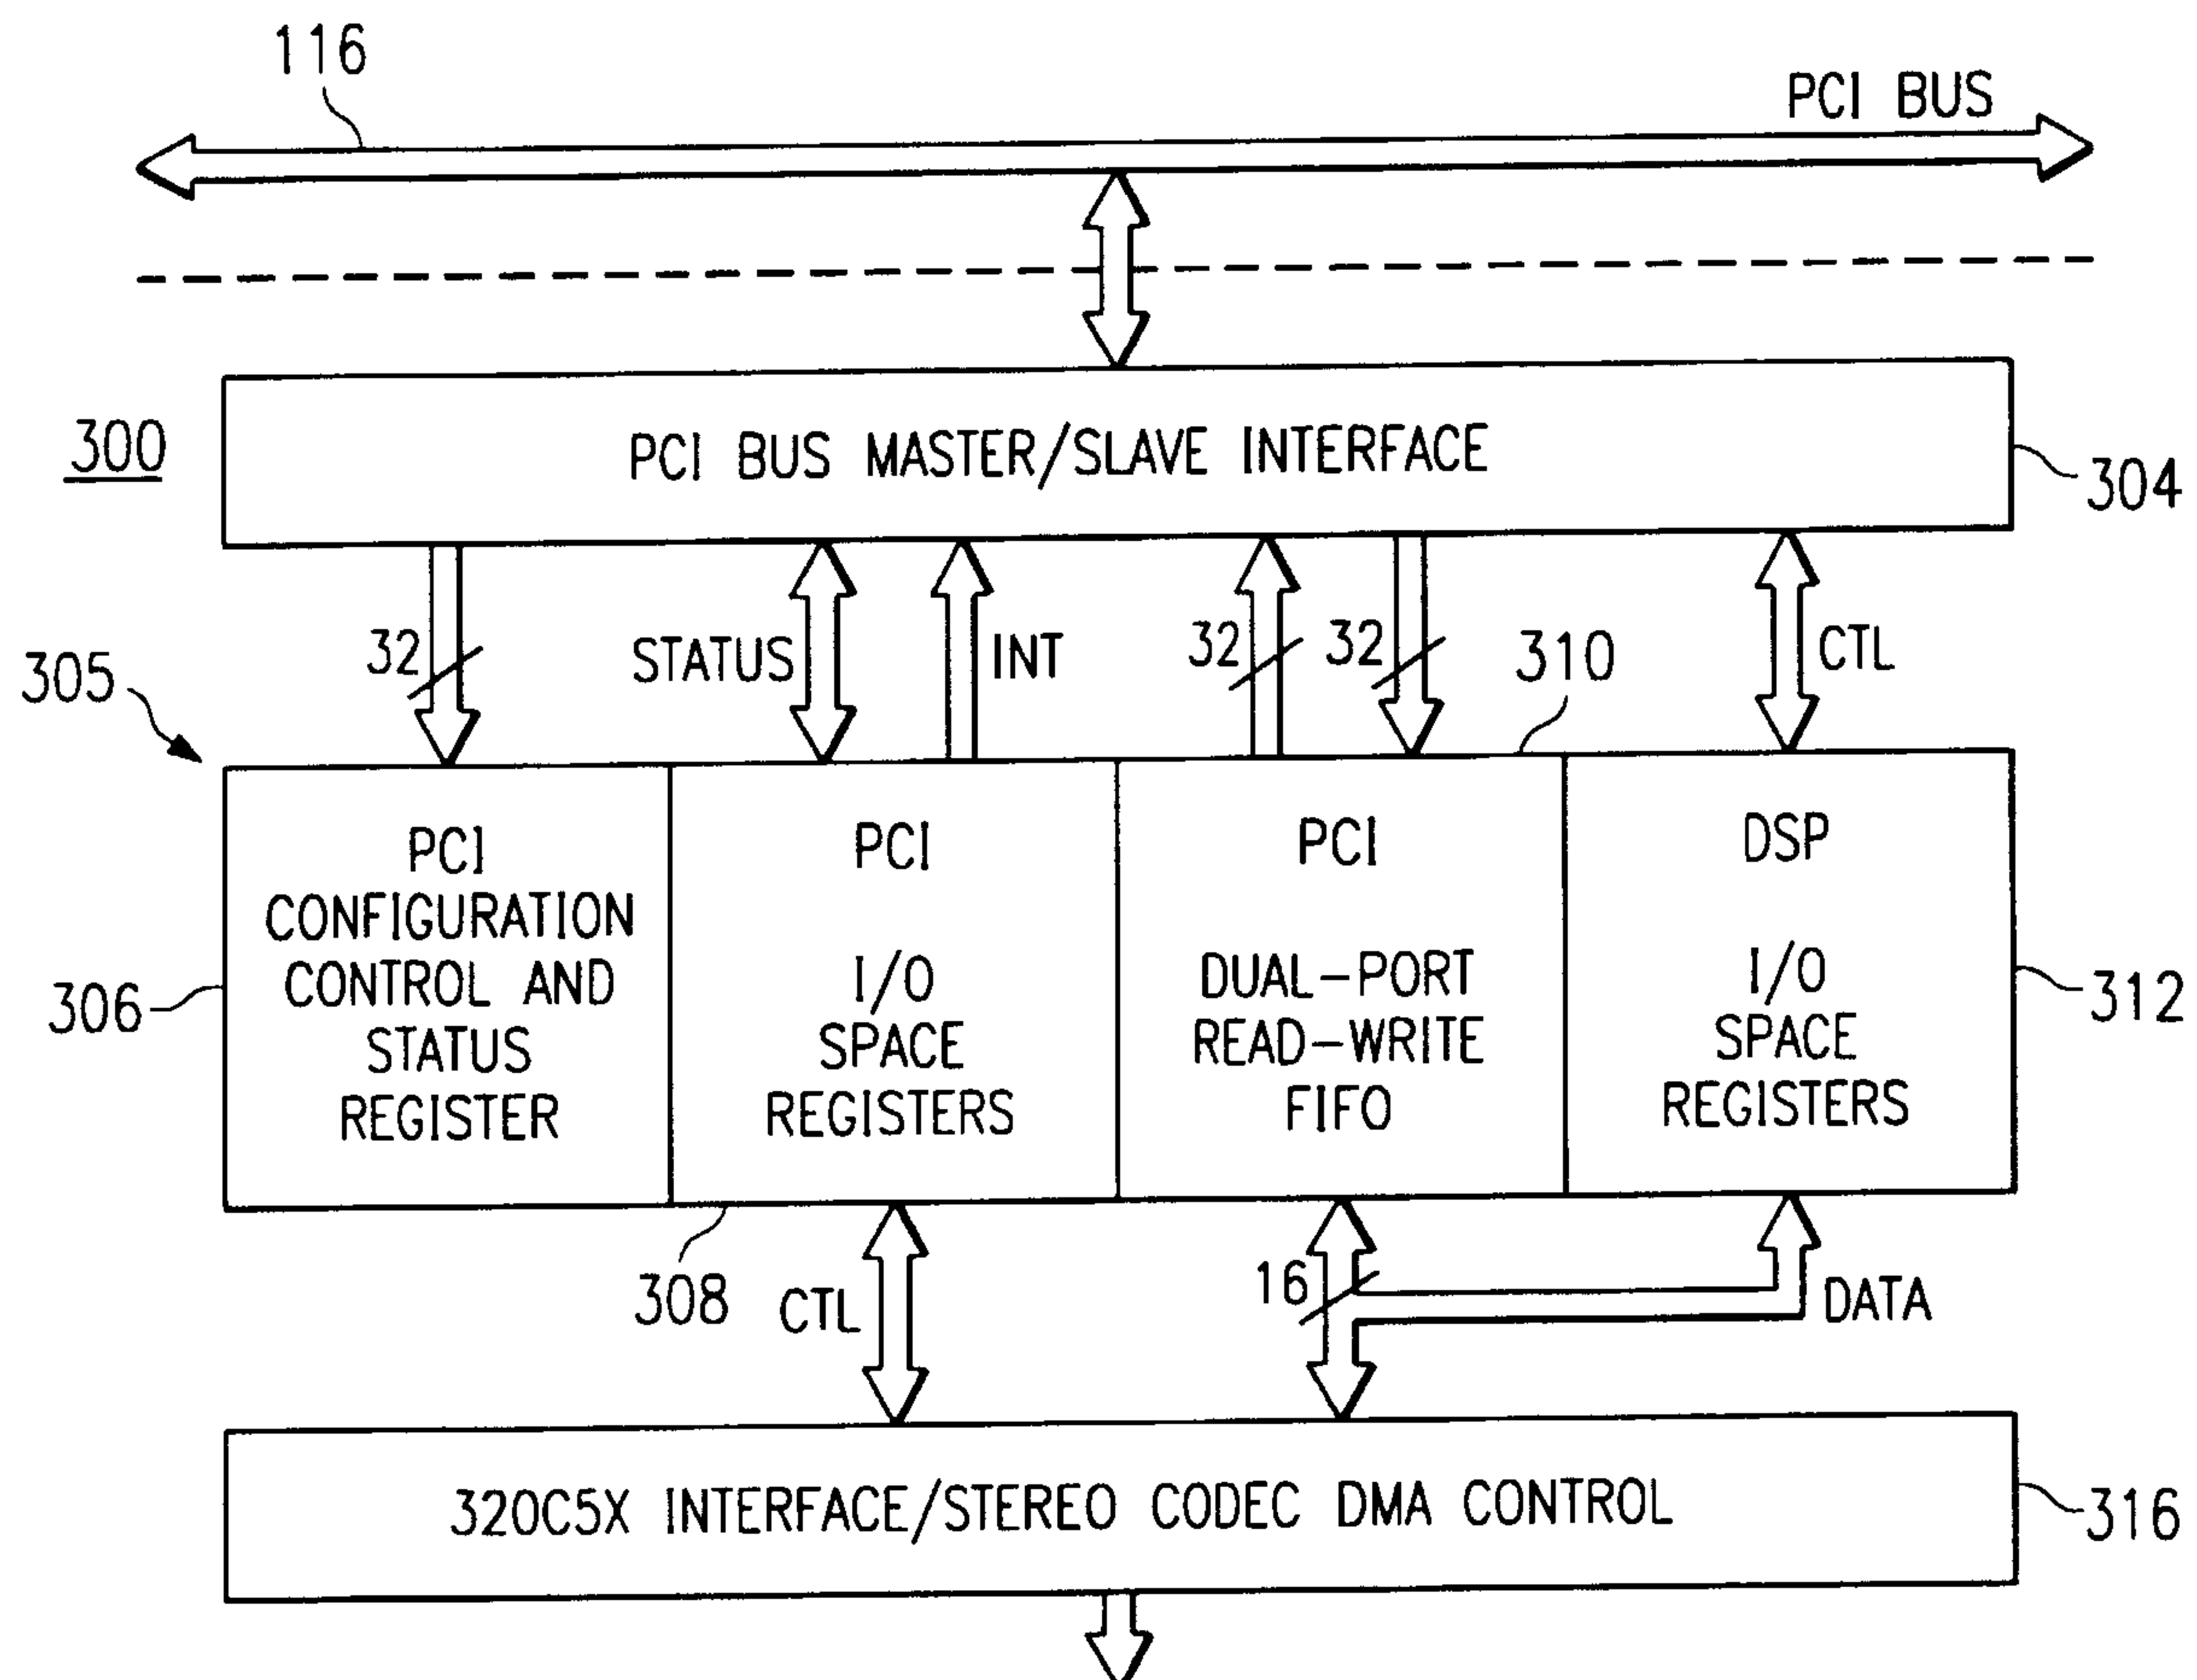 116
PCI BUS
300
PCI BUS MASTER/SLAVE INTERFACE
304
305
32
STATUS
INT
32
32
310
CTL
306
PCI
CONFIGURATION
CONTROL AND
STATUS
REGISTER
PCI
I/O
SPACE
REGISTERS
PCI
DUAL-PORT
READ-WRITE
FIFO
DSP
I/O
SPACE
REGISTERS
312
308
CTL
16
DATA
320C5X INTERFACE/STEREO CODEC DMA CONTROL
316